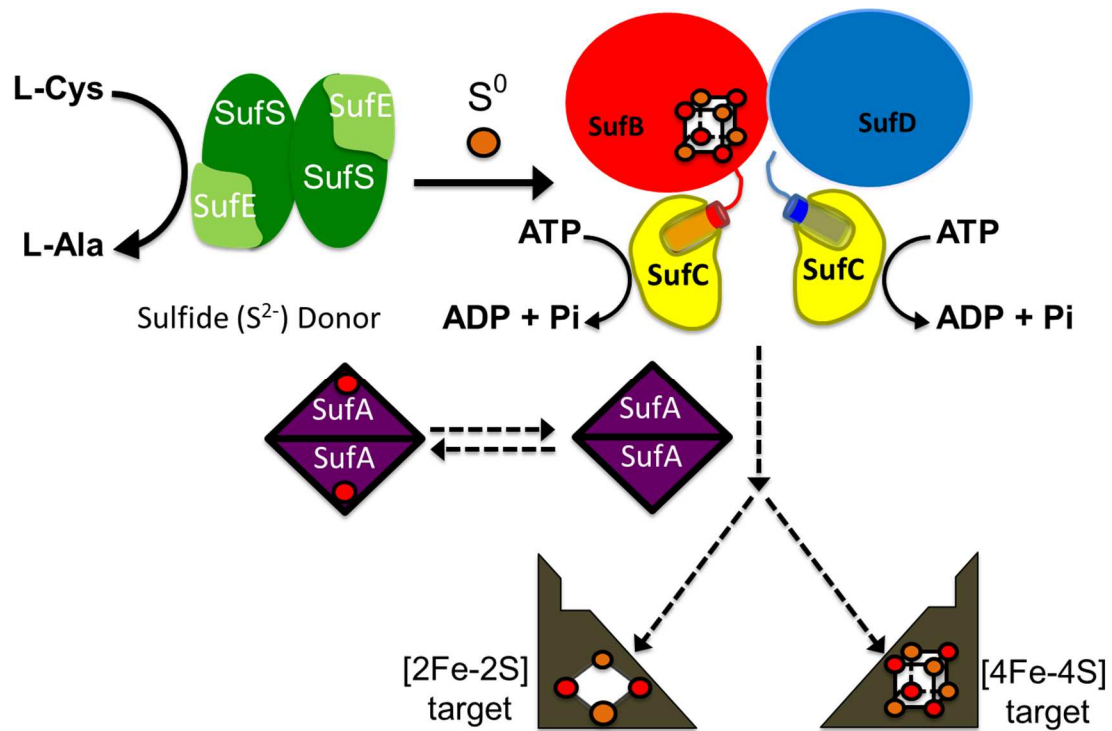 L-Cys
SufS
SufE
SufS
SufE
L-Ala
Sulfide (S²⁻) Donor
S⁰
SufB
SufD
ATP
SufC
ADP + Pi
SufC
ATP
ADP + Pi
SufA
SufA
SufA
SufA
[2Fe-2S]
target
[4Fe-4S]
target